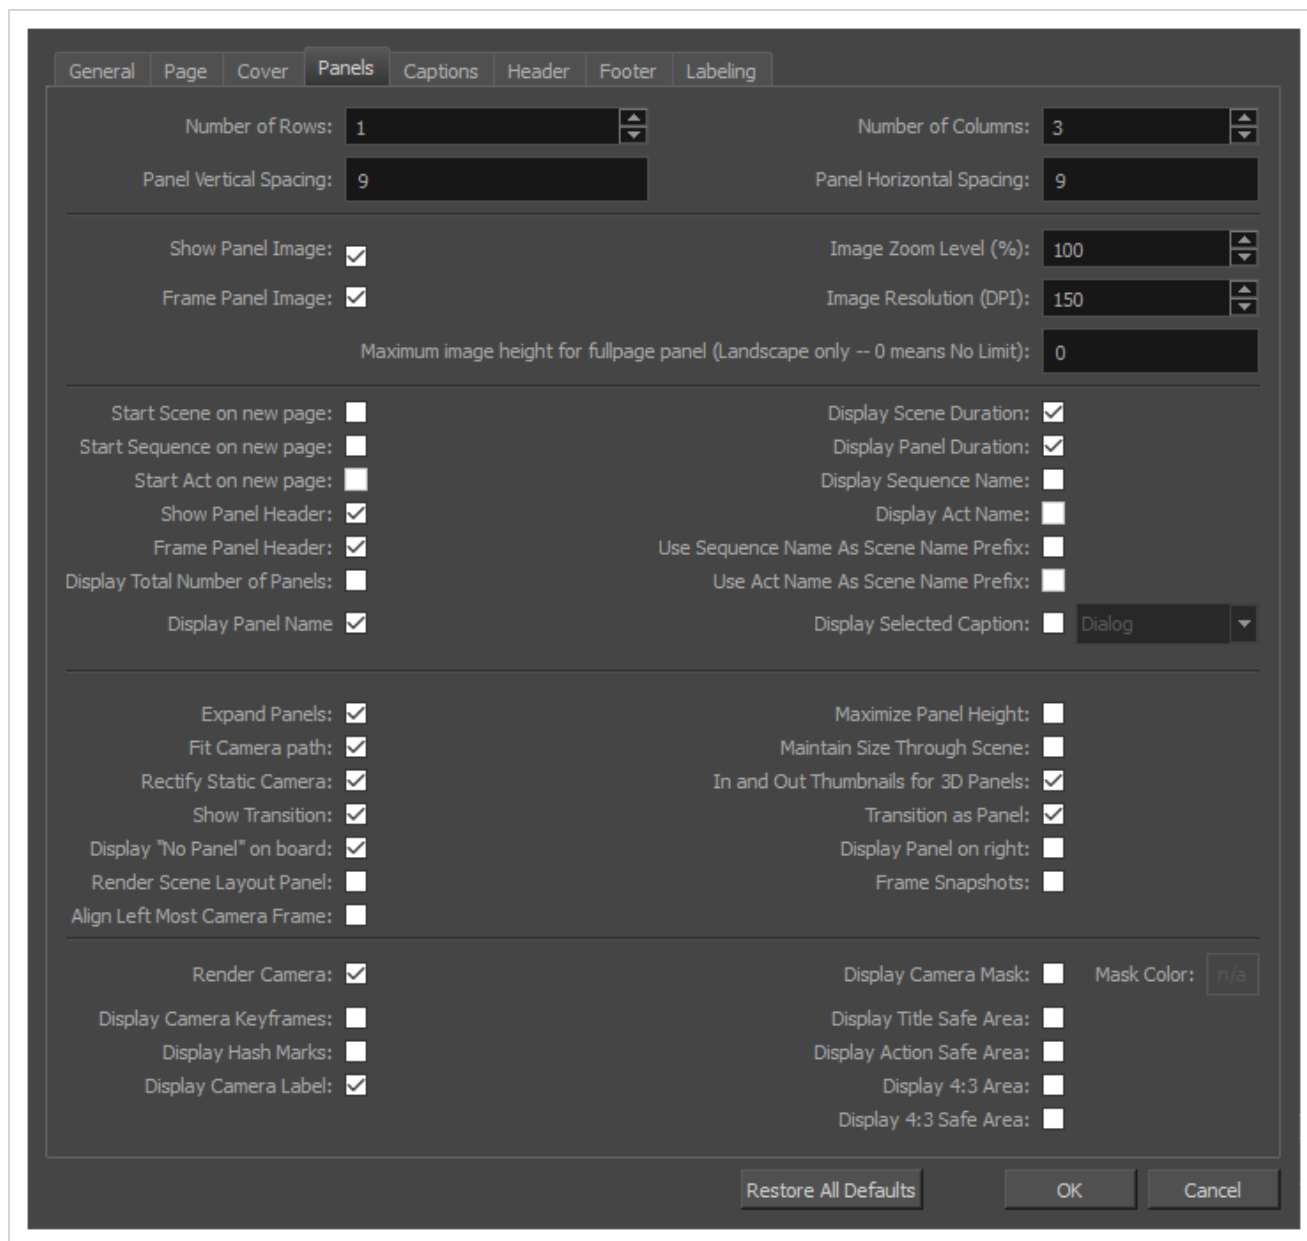 General Page Cover Panels Captions Header Footer Labeling
Number of Rows: 1 Number of Columns: 3
Panel Vertical Spacing: 9 Panel Horizontal Spacing: 9
Show Panel Image: Image Zoom Level (%): 100
Frame Panel Image: Image Resolution (DPI): 150
Maximum image height for fullpage panel (Landscape only -- 0 means No Limit): 0
Start Scene on new page: Display Scene Duration:
Start Sequence on new page: Display Panel Duration:
Start Act on new page: Display Sequence Name:
Show Panel Header: Display Act Name:
Frame Panel Header: Use Sequence Name As Scene Name Prefix:
Display Total Number of Panels: Use Act Name As Scene Name Prefix:
Display Panel Name Display Selected Caption: Dialog
Expand Panels: Maximize Panel Height:
Fit Camera path: Maintain Size Through Scene:
Rectify Static Camera: In and Out Thumbnails for 3D Panels:
Show Transition: Transition as Panel:
Display "No Panel" on board: Display Panel on right:
Render Scene Layout Panel: Frame Snapshots:
Align Left Most Camera Frame:
Render Camera: Display Camera Mask: Mask Color: n/a
Display Camera Keyframes: Display Title Safe Area:
Display Hash Marks: Display Action Safe Area:
Display Camera Label: Display 4:3 Area:
Display 4:3 Safe Area:
Restore All Defaults OK Cancel